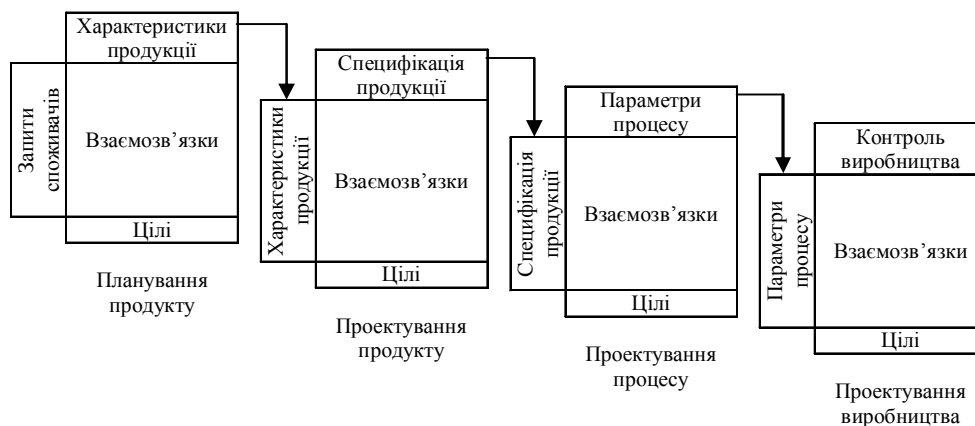 Характеристики
продукції
Запити
споживачів
Взаємозв’язки
Цілі
Планування
продукту
Специфікація
продукції
Характеристики
продукції
Взаємозв’язки
Цілі
Проектування
продукту
Параметри
процесу
Специфікація
продукції
Взаємозв’язки
Цілі
Проектування
процесу
Контроль
виробництва
Параметри
процесу
Взаємозв’язки
Цілі
Проектування
виробництва